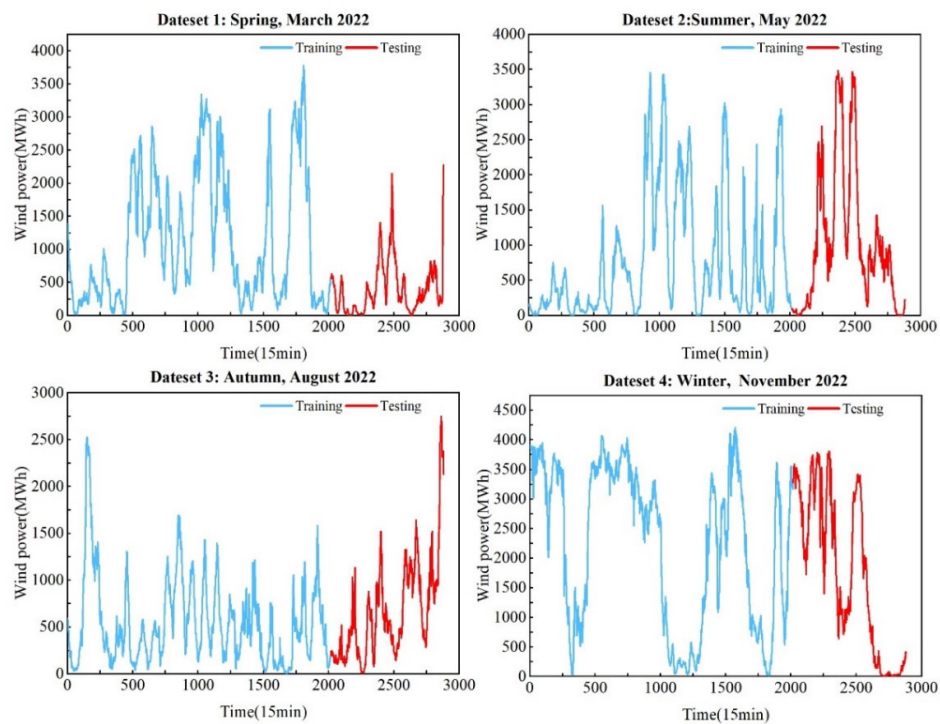 Dateset 1: Spring, March 2022
Training Testing
Wind power(MWh)
4000
3500
3000
2500
2000
1500
1000
500
0
0 500 1000 1500 2000 2500 3000
Time(15min)
Dateset 2:Summer, May 2022
Training Testing
Wind power(MWh)
4000
3500
3000
2500
2000
1500
1000
500
0
0 500 1000 1500 2000 2500 3000
Time(15min)
Dateset 3: Autumn, August 2022
Training Testing
Wind power(MWh)
3000
2500
2000
1500
1000
500
0
0 500 1000 1500 2000 2500 3000
Time(15min)
Dateset 4: Winter, November 2022
Training Testing
Wind power(MWh)
4500
4000
3500
3000
2500
2000
1500
1000
500
0
0 500 1000 1500 2000 2500 3000
Time(15min)